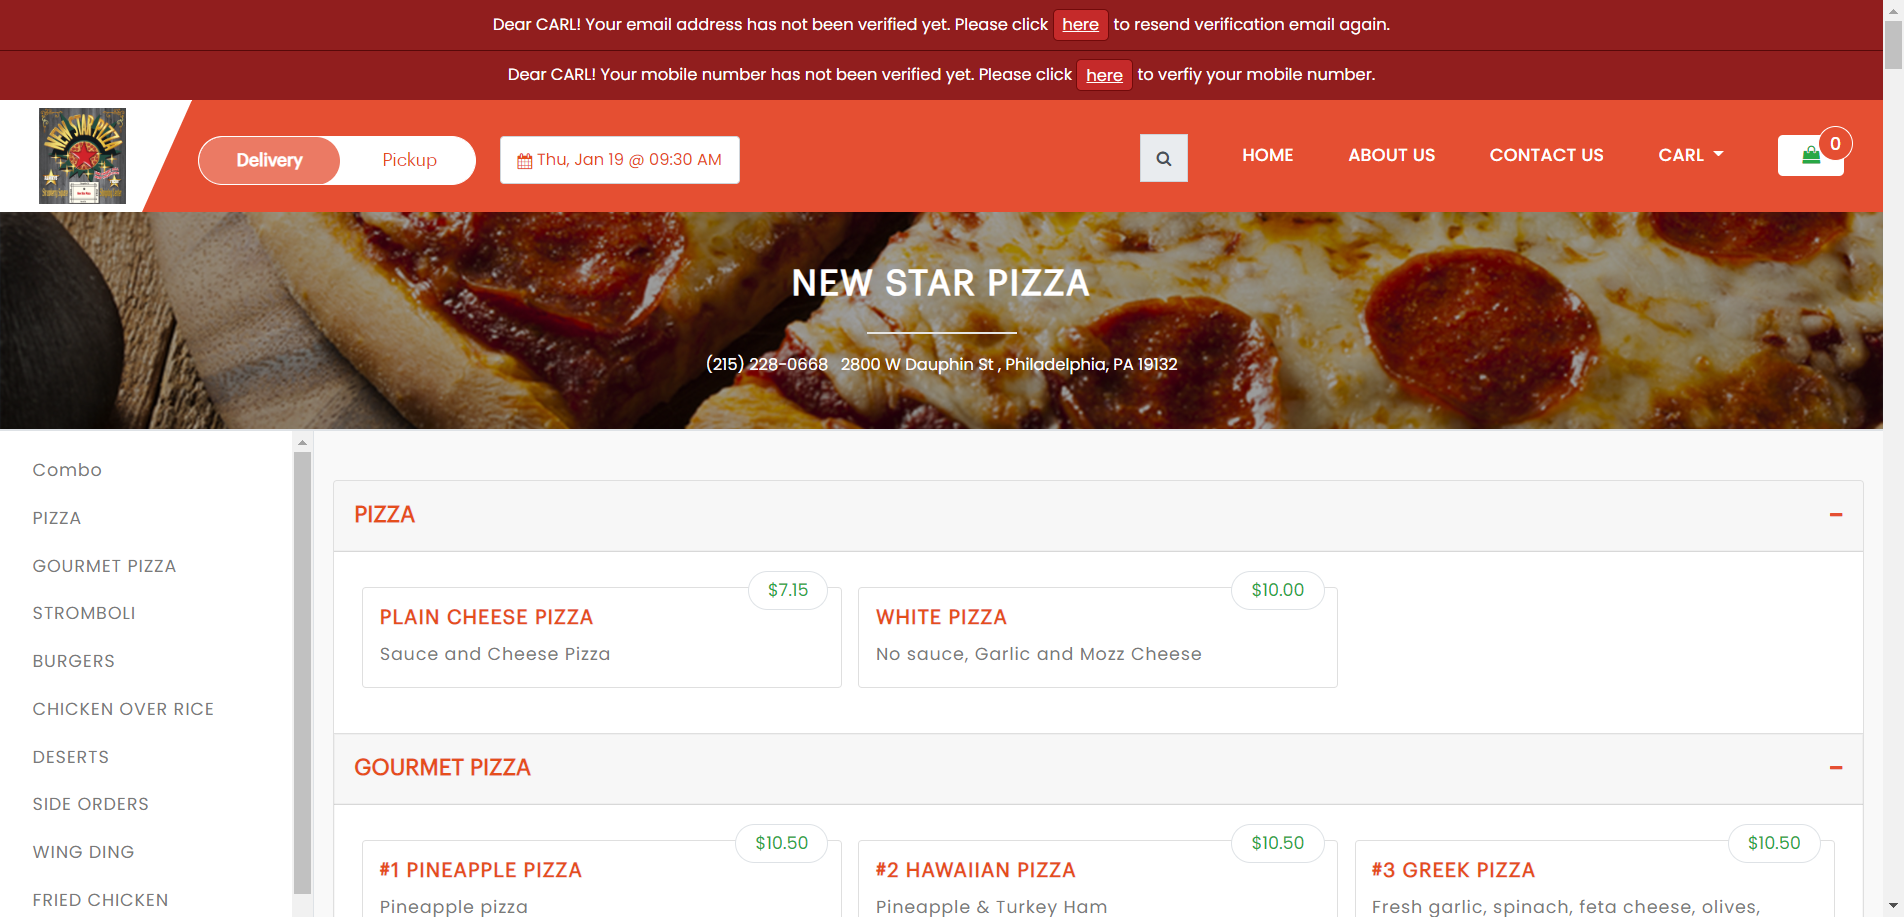 Dear CARL! Your email address has not been verified yet. Please click here to resend verification email again.
Dear CARL! Your mobile number has not been verified yet. Please click here to verfiy your mobile number.
NEW STAR PIZZA
Delivery
Pickup
Thu, Jan 19 @ 09:30 AM
HOME
ABOUT US
CONTACT US
CARL
0
NEW STAR PIZZA
(215) 228-0668 2800 W Dauphin St , Philadelphia, PA 19132
Combo
PIZZA
GOURMET PIZZA
STROMBOLI
BURGERS
CHICKEN OVER RICE
DESERTS
SIDE ORDERS
WING DING
FRIED CHICKEN
PIZZA
$7.15
PLAIN CHEESE PIZZA
Sauce and Cheese Pizza
$10.00
WHITE PIZZA
No sauce, Garlic and Mozz Cheese
GOURMET PIZZA
$10.50
#1 PINEAPPLE PIZZA
Pineapple pizza
$10.50
#2 HAWAIIAN PIZZA
Pineapple & Turkey Ham
$10.50
#3 GREEK PIZZA
Fresh garlic, spinach, feta cheese, olives,